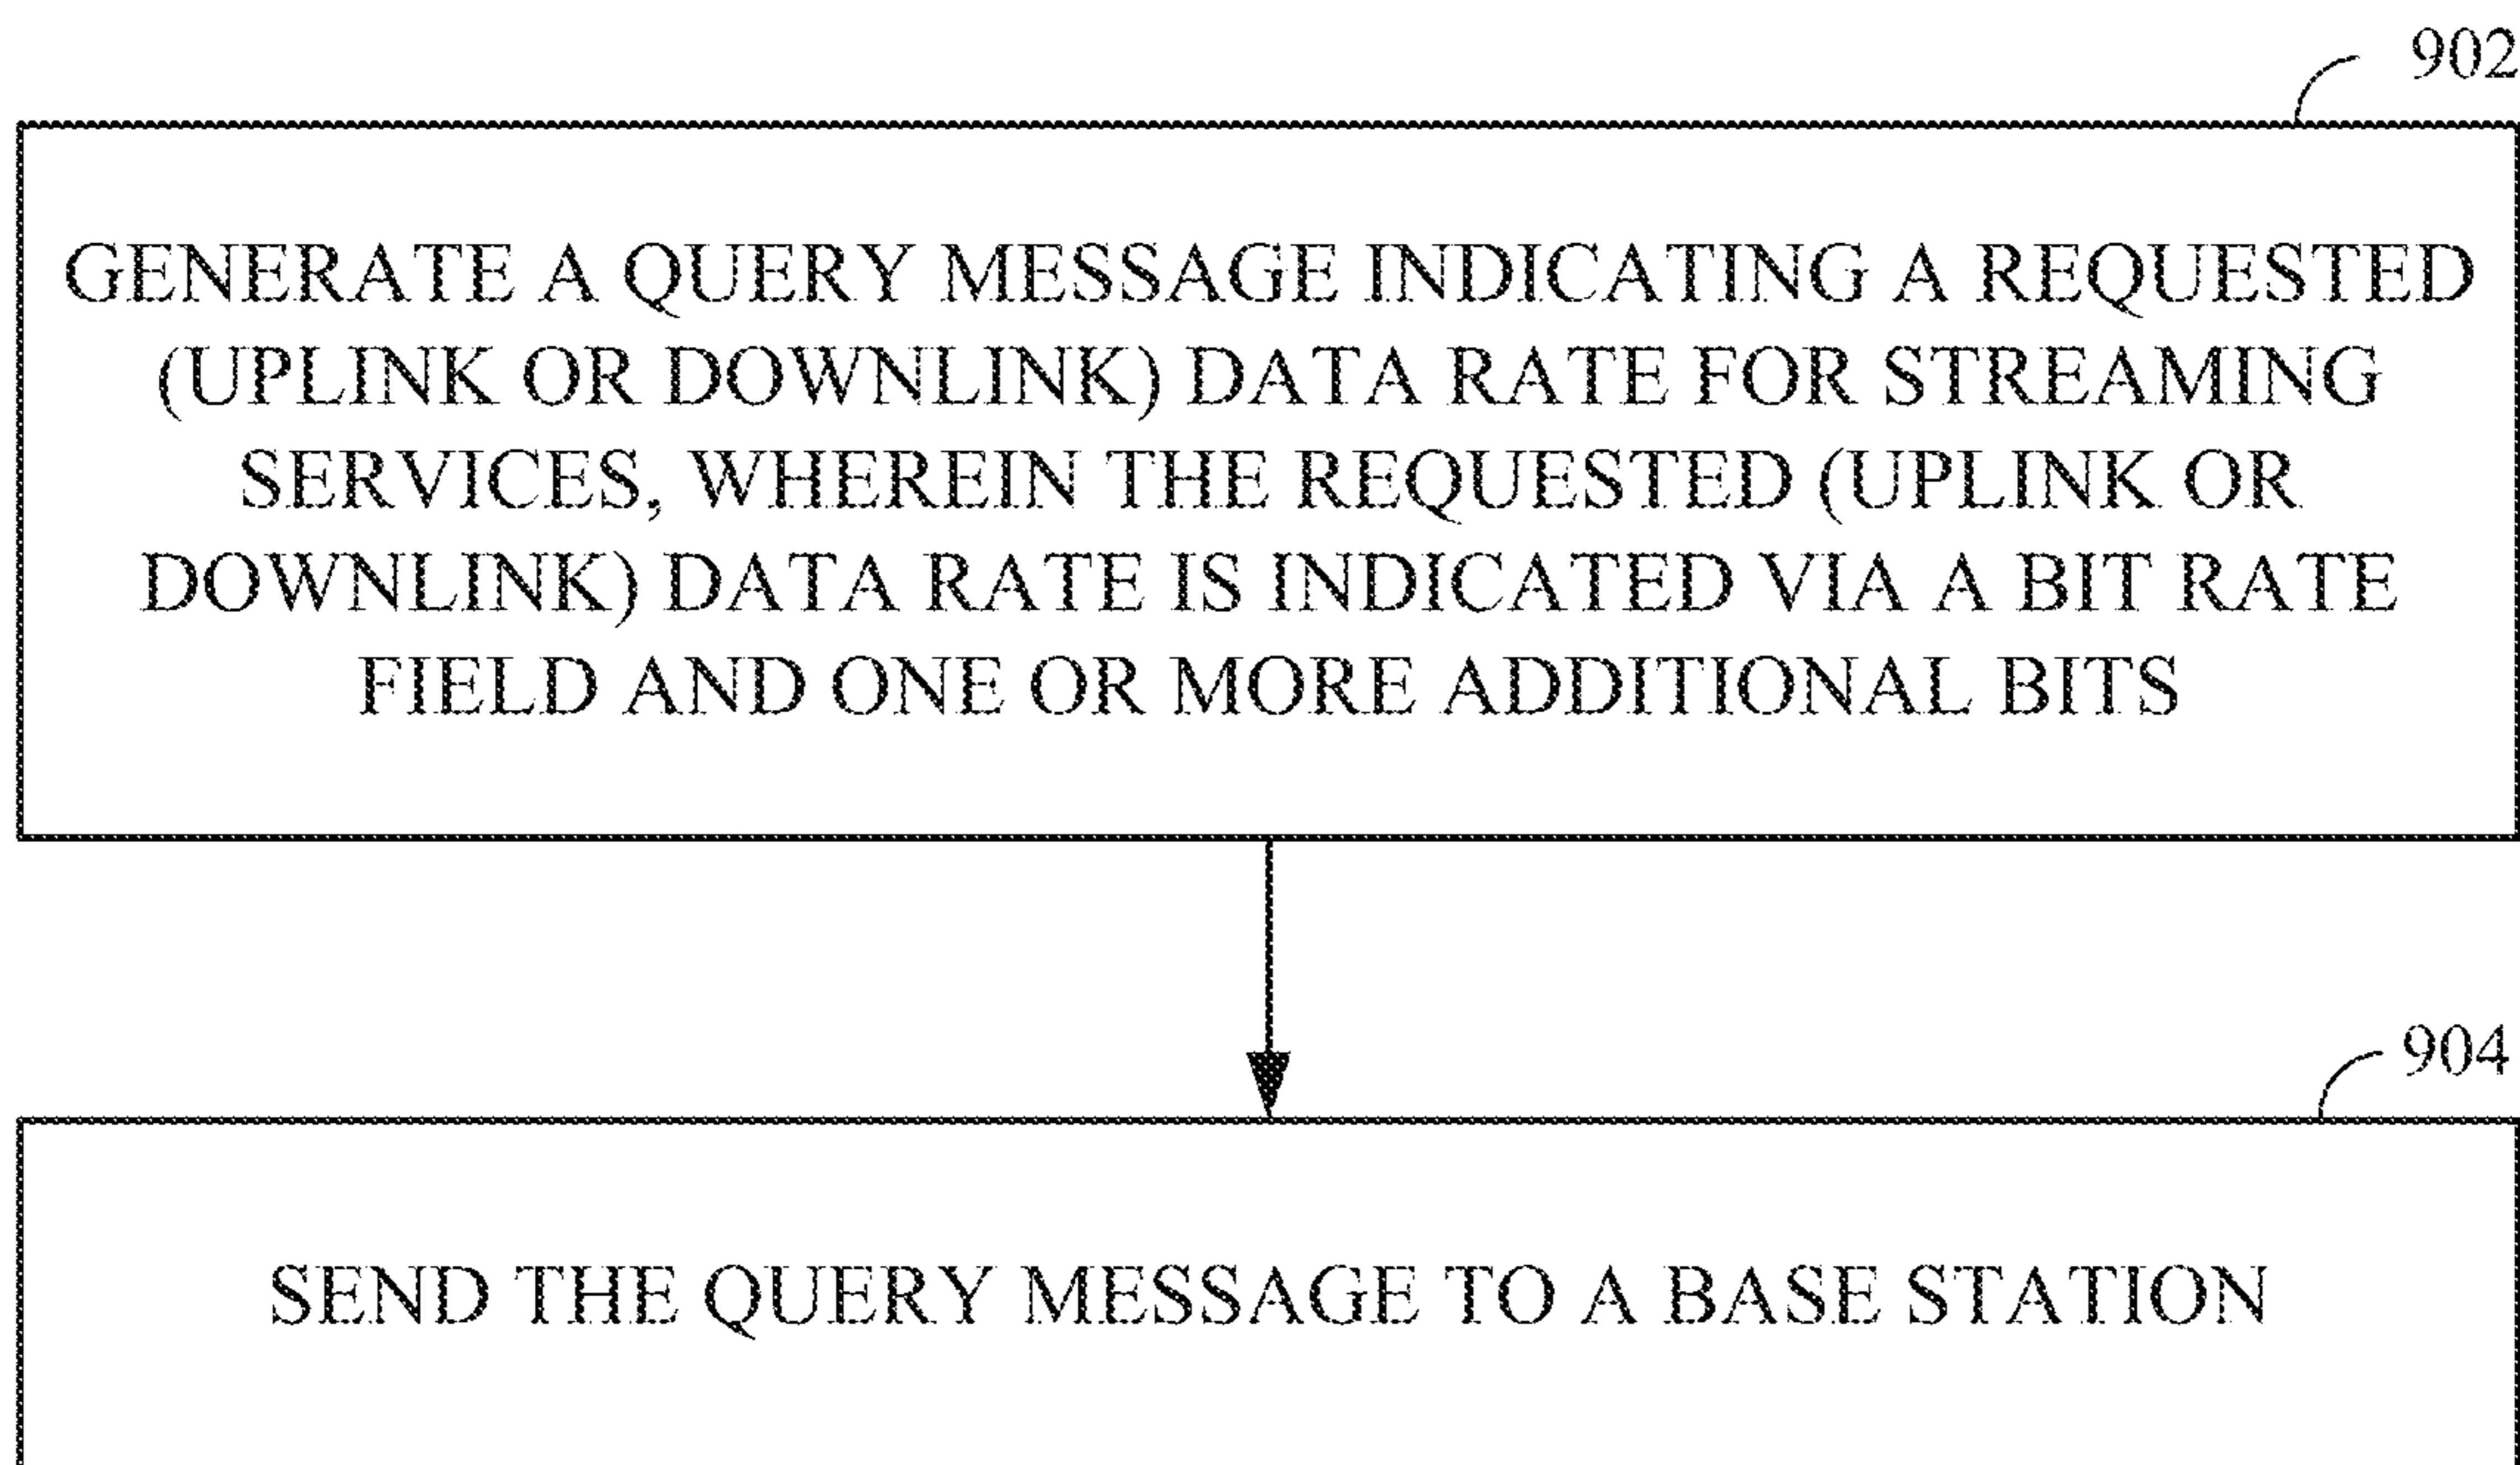 902
GENERATE A QUERY MESSAGE INDICATING A REQUESTED
(UPLINK OR DOWNLINK) DATA RATE FOR STREAMING
SERVICES, WHEREIN THE REQUESTED (UPLINK OR
DOWNLINK) DATA RATE IS INDICATED VIA A BIT RATE
FIELD AND ONE OR MORE ADDITIONAL BITS
904
SEND THE QUERY MESSAGE TO A BASE STATION